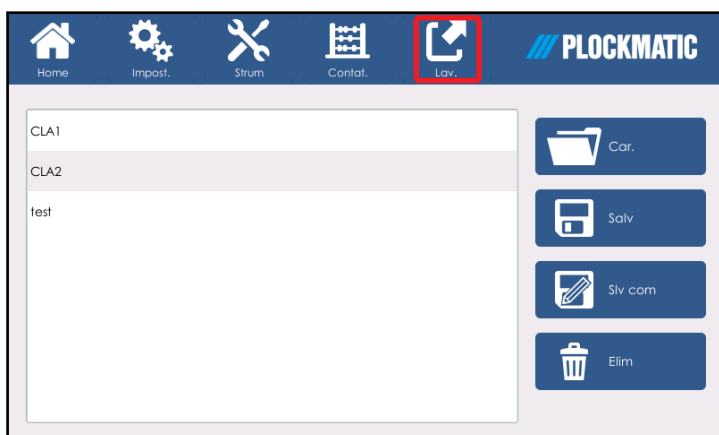 Home Impost. Strum Contat. Lav. PLOCKMATIC
CLA1
CLA2
test
Car.
Salv
Slv com
Elim